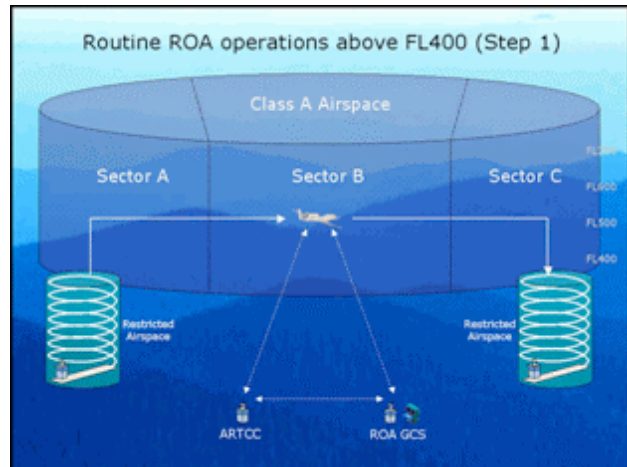 Routine ROA operations above FL400 (Step 1)
Class A Airspace
Sector A
Sector B
Sector C
FL600
FL500
FL400
Restricted
Airspace
Restricted
Airspace
ARTCC
ROA GCS